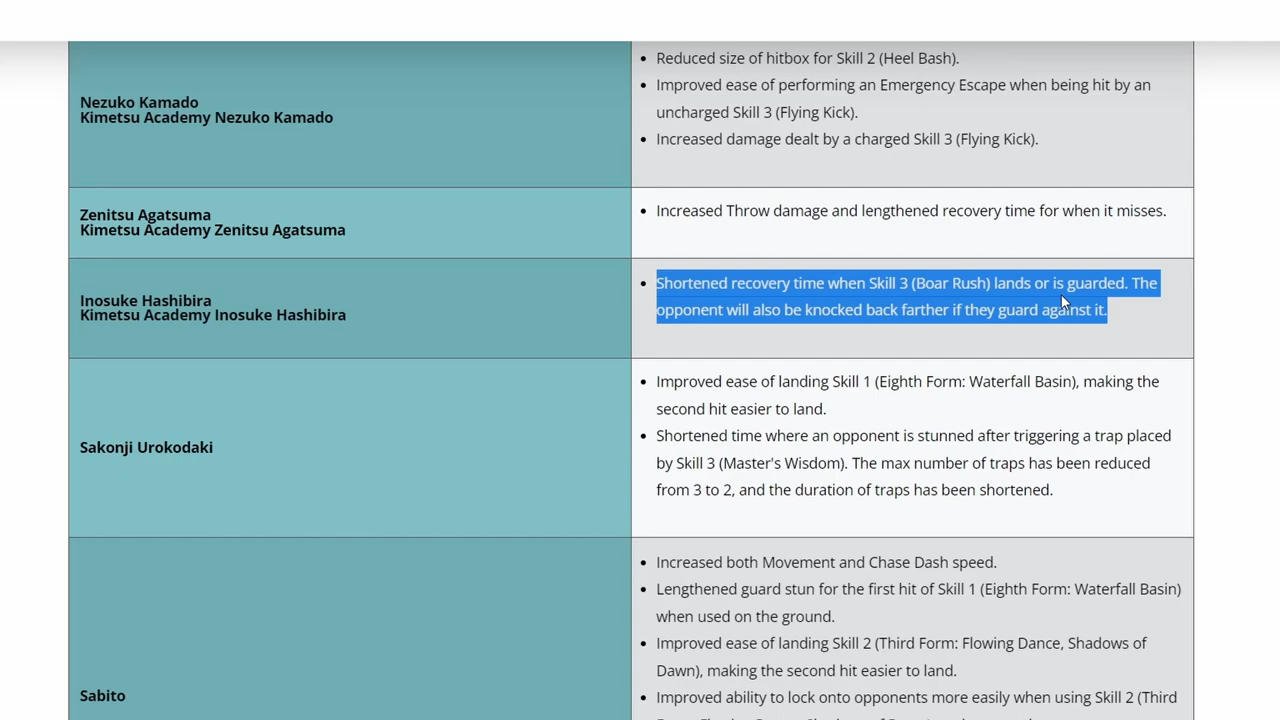 Reduced size of hitbox for Skill 2 (Heel Bash).
Nezuko Kamado
Kimetsu Academy Nezuko Kamado
Improved ease of performing an Emergency Escape when being hit by an
uncharged Skill 3 (Flying Kick).
Increased damage dealt by a charged Skill 3 (Flying Kick).
Zenitsu Agatsuma
Kimetsu Academy Zenitsu Agatsuma
Increased Throw damage and lengthened recovery time for when it misses.
Inosuke Hashibira
Kimetsu Academy Inosuke Hashibira
Shortened recovery time when Skill 3 (Boar Rush) lands or is guarded. The
opponent will also be knocked back farther if they guard against it.
Sakonji Urokodaki
Improved ease of landing Skill 1 (Eighth Form: Waterfall Basin), making the
second hit easier to land.
Shortened time where an opponent is stunned after triggering a trap placed
by Skill 3 (Master's Wisdom). The max number of traps has been reduced
from 3 to 2, and the duration of traps has been shortened.
Sabito
Increased both Movement and Chase Dash speed.
Lengthened guard stun for the first hit of Skill 1 (Eighth Form: Waterfall Basin)
when used on the ground.
Improved ease of landing Skill 2 (Third Form: Flowing Dance, Shadows of
Dawn), making the second hit easier to land.
Improved ability to lock onto opponents more easily when using Skill 2 (Third